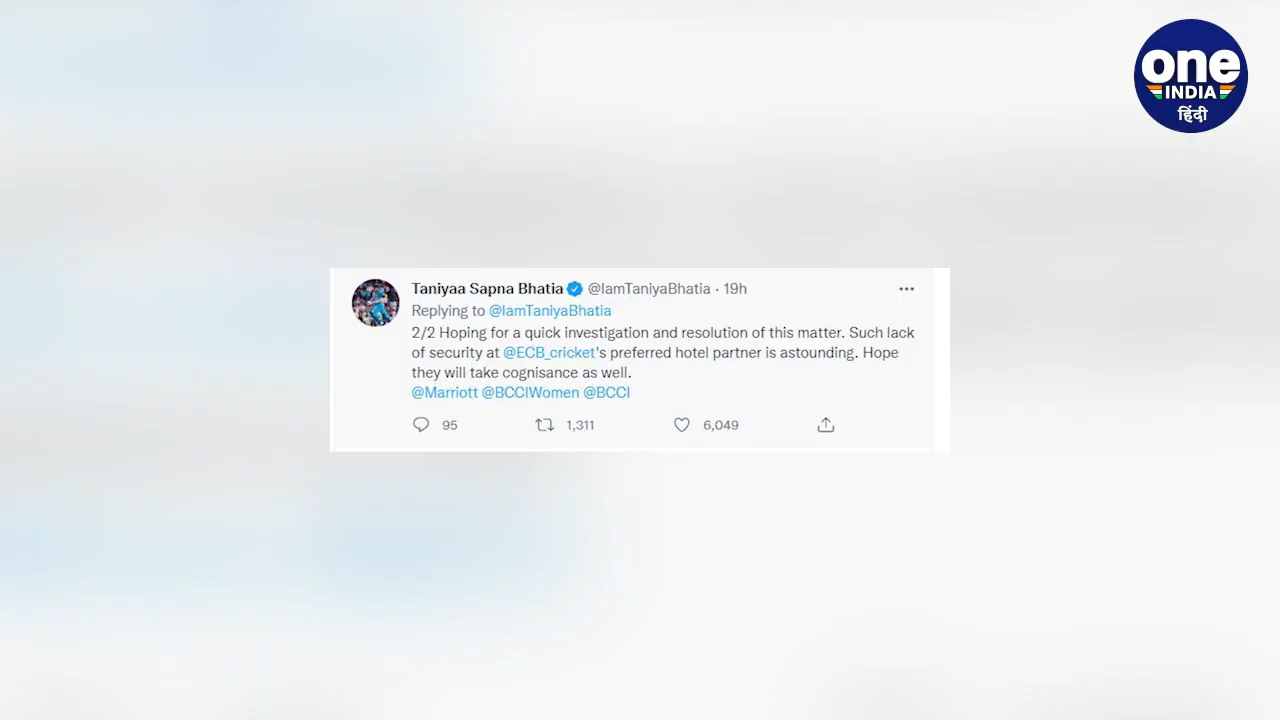 one
INDIA
हिंदी
Taniyaa Sapna Bhatia @IamTaniyaBhatia · 19h
Replying to @IamTaniyaBhatia
2/2 Hoping for a quick investigation and resolution of this matter. Such lack
of security at @ECB_cricket's preferred hotel partner is astounding. Hope
they will take cognisance as well.
@Marriott @BCCIWomen @BCCI
95 1,311 6,049